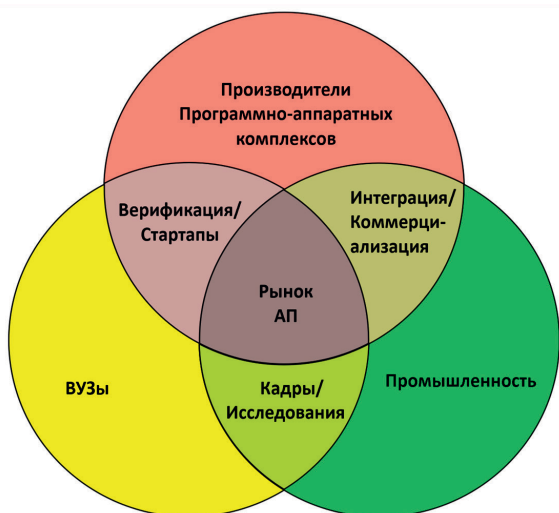 Производители
Программно-аппаратных
комплексов
Верификация/
Стартапы
Интеграция/
Коммерци-
ализация
Рынок
АП
ВУЗы
Кадры/
Исследования
Промышленность